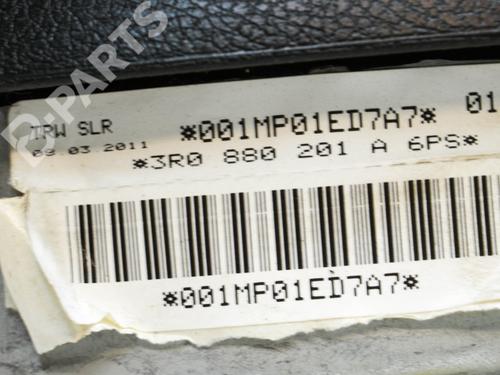 B-PARTS
TRW SLR *001MP01ED7A7* 01
09.03 2011 *3R0 880 201 A 6PS*
*001MP01ED7A7*